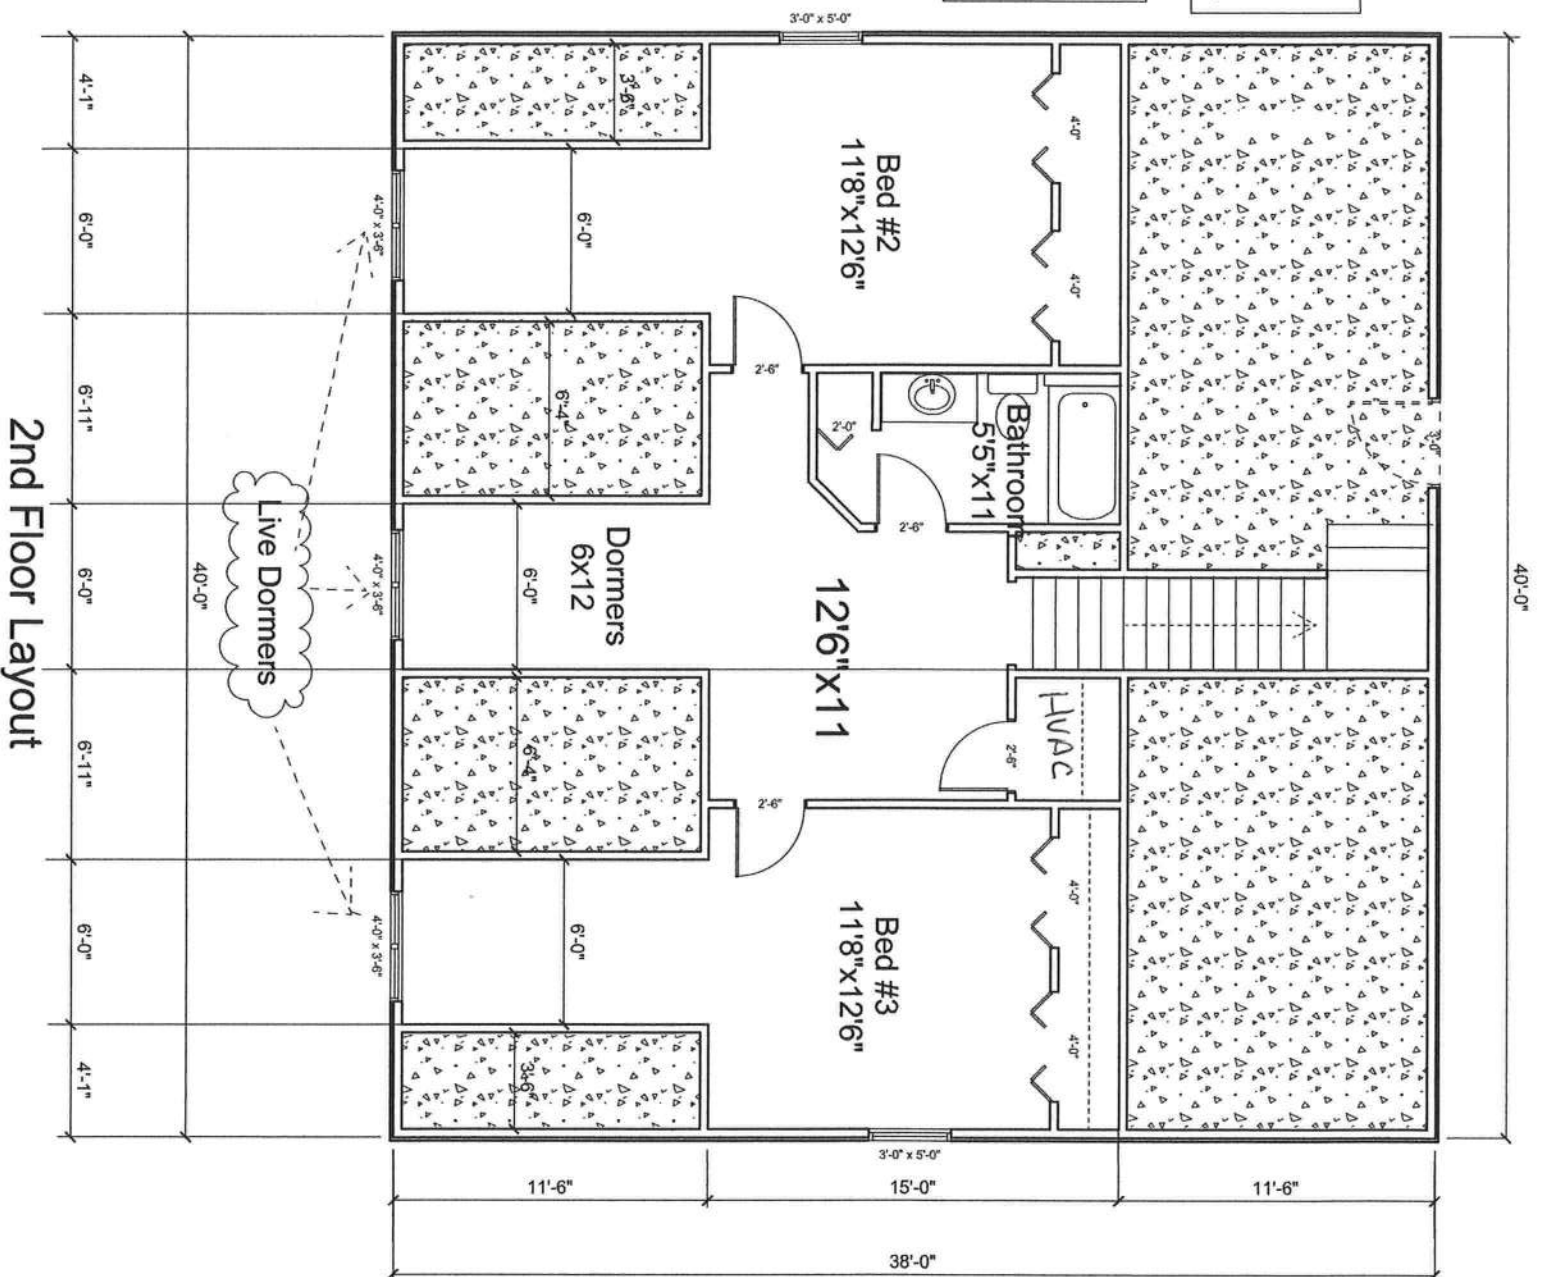 3'-0" x 5'-0"
4'-1"
6'-0"
6'-11"
6'-0"
6'-11"
6'-0"
4'-1"
40'-0"
40'-0"
3'-6"
6'-0"
6'-4"
6'-0"
6'-4"
6'-0"
3'-6"
4'-0" x 3'-6"
4'-0" x 3'-6"
4'-0" x 3'-6"
Bed #2
11'8"x12'6"
4'-0"
4'-0"
2'-6"
2'-0"
Bathroom
5'5"x11
2'-6"
3'-0"
Dormers
6x12
12'6"x11
HVAC
2'-6"
2'-6"
Bed #3
11'8"x12'6"
4'-0"
4'-0"
3'-0" x 5'-0"
11'-6"
15'-0"
11'-6"
38'-0"
Live Dormers
2nd Floor Layout